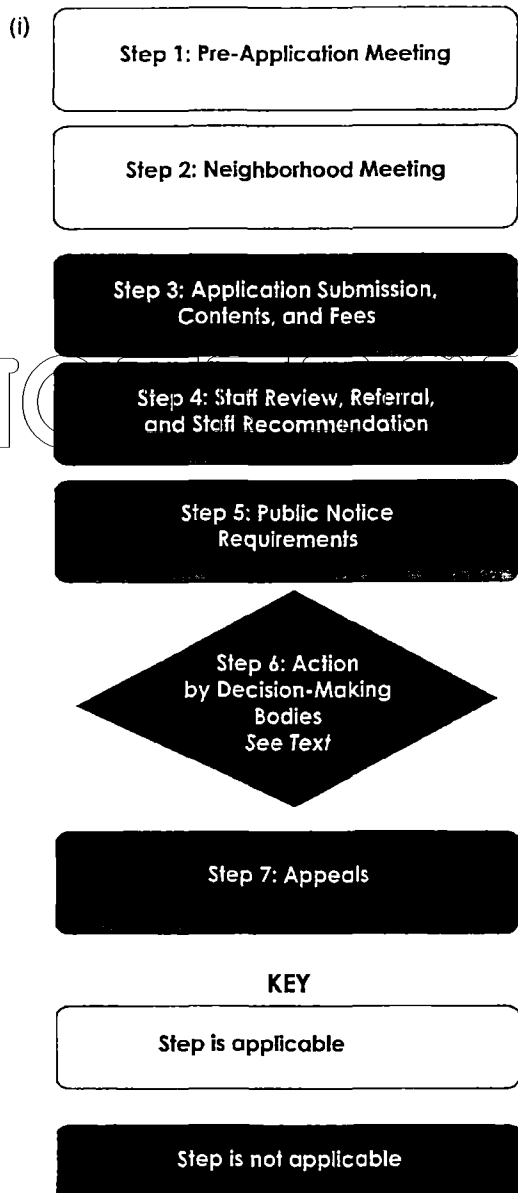 (i)
Step 1: Pre-Application Meeting
Step 2: Neighborhood Meeting
Step 3: Application Submission,
Contents, and Fees
Step 4: Staff Review, Referral,
and Staff Recommendation
Step 5: Public Notice
Requirements
Step 6: Action
by Decision-Making
Bodies
See Text
Step 7: Appeals
KEY
Step is applicable
Step is not applicable